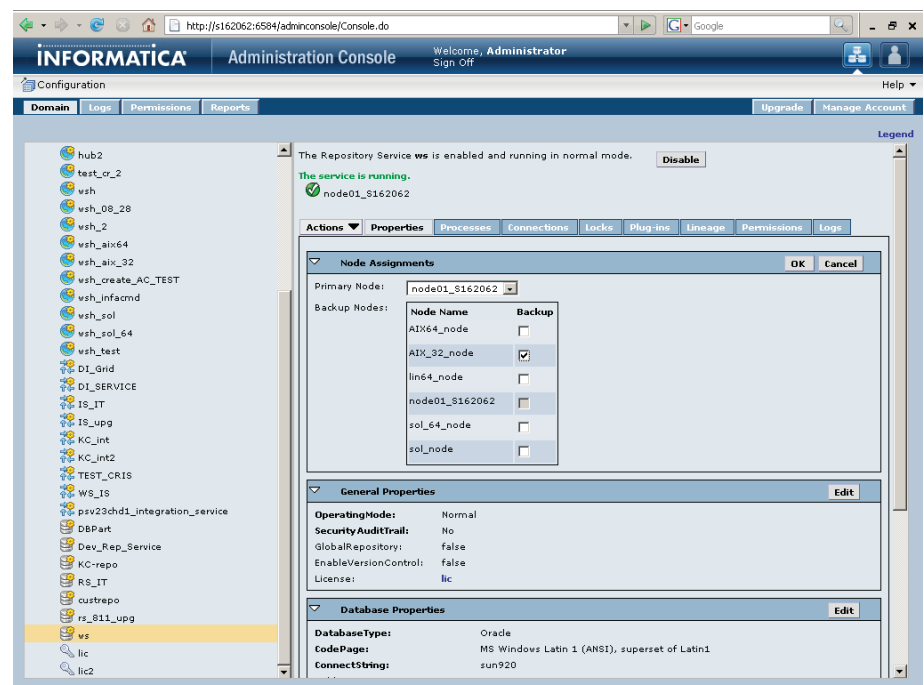 http://s162062:6584/adminconsole/Console.do
Google
INFORMATICA
Administration Console
Welcome, Administrator
Sign Off
Configuration
Help
Domain Logs Permissions Reports
Upgrade Manage Account
Legend
hub2
test_cr_2
wsh
wsh_08_28
wsh_2
wsh_aix64
wsh_aix_32
wsh_create_AC_TEST
wsh_infacmd
wsh_sol
wsh_sol_64
wsh_test
DI_Grid
DI_SERVICE
IS_IT
IS_upg
KC_int
KC_int2
TEST_CRIS
WS_IS
psv23chd1_integration_service
DBPart
Dev_Rep_Service
KC-repo
RS_IT
custrepo
rs_811_upg
ws
lic
lic2
The Repository Service ws is enabled and running in normal mode.
Disable
The service is running.
node01_S162062
Actions Properties Processes Connections Locks Plug-ins Lineage Permissions Logs
Node Assignments
OK Cancel
Primary Node: node01_S162062
Backup Nodes:
Node Name Backup
AIX64_node
AIX_32_node
lin64_node
node01_S162062
sol_64_node
sol_node
General Properties
Edit
OperatingMode: Normal
SecurityAuditTrail: No
GlobalRepository: false
EnableVersionControl: false
License: lic
Database Properties
Edit
DatabaseType: Oracle
CodePage: MS Windows Latin 1 (ANSI), superset of Latin1
ConnectString: sun920